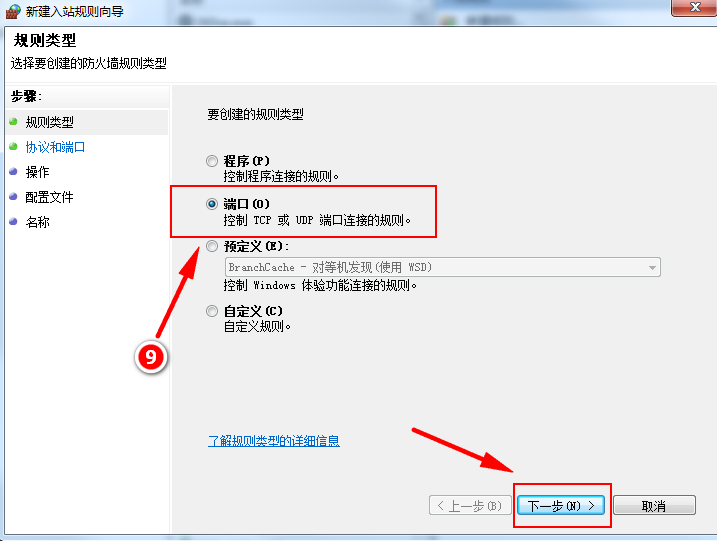 新建入站规则向导
规则类型
选择要创建的防火墙规则类型
步骤:
规则类型
协议和端口
操作
配置文件
名称
要创建的规则类型
程序(P)
控制程序连接的规则。
端口(O)
控制 TCP 或 UDP 端口连接的规则。
预定义(E):
BranchCache - 对等机发现(使用 WSD)
控制 Windows 体验功能连接的规则。
自定义(C)
自定义规则。
9
了解规则类型的详细信息
< 上一步(B)
下一步(N) >
取消